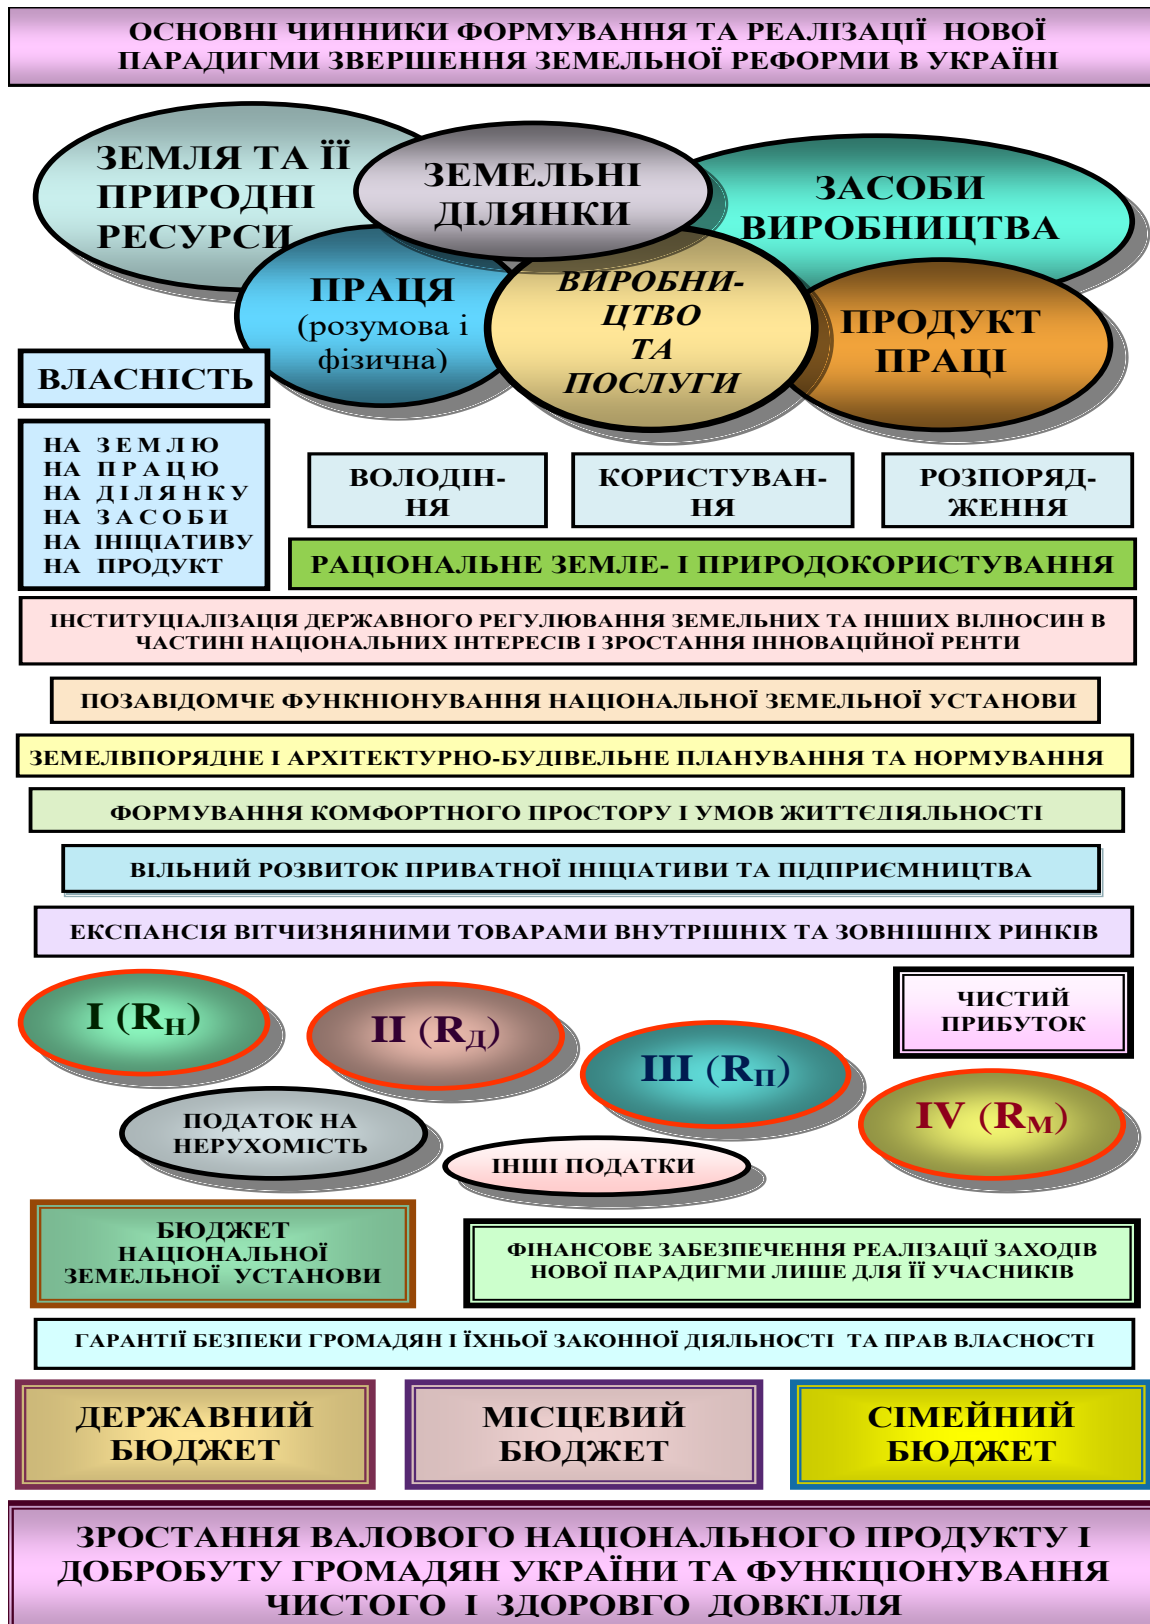 ОСНОВНІ ЧИННИКИ ФОРМУВАННЯ ТА РЕАЛІЗАЦІЇ НОВОЇ
ПАРАДИГМИ ЗВЕРШЕННЯ ЗЕМЕЛЬНОЇ РЕФОРМИ В УКРАЇНІ
ЗЕМЛЯ ТА ЇЇ
ПРИРОДНІ
РЕСУРСИ
ЗЕМЕЛЬНІ
ДІЛЯНКИ
ЗАСОБИ
ВИРОБНИЦТВА
ПРАЦЯ
(розумова і
фізична)
ВИРОБНИ-
ЦТВО
ТА
ПОСЛУГИ
ПРОДУКТ
ПРАЦІ
ВЛАСНІСТЬ
НА ЗЕМЛЮ
НА ПРАЦЮ
НА ДІЛЯНКУ
НА ЗАСОБИ
НА ІНІЦІАТИВУ
НА ПРОДУКТ
ВОЛОДІН-
НЯ
КОРИСТУВАН-
НЯ
РОЗПОРЯД-
ЖЕННЯ
РАЦІОНАЛЬНЕ ЗЕМЛЕ- І ПРИРОДОКОРИСТУВАННЯ
ІНСТИТУЦІАЛІЗАЦІЯ ДЕРЖАВНОГО РЕГУЛЮВАННЯ ЗЕМЕЛЬНИХ ТА ІНШИХ ВІЛНОСИН В
ЧАСТИНІ НАЦІОНАЛЬНИХ ІНТЕРЕСІВ І ЗРОСТАННЯ ІННОВАЦІЙНОЇ РЕНТИ
ПОЗАВІДОМЧЕ ФУНКНІОНУВАННЯ НАЦІОНАЛЬНОЇ ЗЕМЕЛЬНОЇ УСТАНОВИ
ЗЕМЕЛВПОРЯДНЕ І АРХІТЕКТУРНО-БУДІВЕЛЬНЕ ПЛАНУВАННЯ ТА НОРМУВАННЯ
ФОРМУВАННЯ КОМФОРТНОГО ПРОСТОРУ І УМОВ ЖИТТЄДІЯЛЬНОСТІ
ВІЛЬНИЙ РОЗВИТОК ПРИВАТНОЇ ІНІЦІАТИВИ ТА ПІДПРИЄМНИЦТВА
ЕКСПАНСІЯ ВІТЧИЗНЯНИМИ ТОВАРАМИ ВНУТРІШНІХ ТА ЗОВНІШНІХ РИНКІВ
I (RН)
II (RД)
III (RП)
IV (RМ)
ЧИСТИЙ
ПРИБУТОК
ПОДАТОК НА
НЕРУХОМІСТЬ
ІНШІ ПОДАТКИ
БЮДЖЕТ
НАЦІОНАЛЬНОЇ
ЗЕМЕЛЬНОЇ УСТАНОВИ
ФІНАНСОВЕ ЗАБЕЗПЕЧЕННЯ РЕАЛІЗАЦІЇ ЗАХОДІВ
НОВОЇ ПАРАДИГМИ ЛИШЕ ДЛЯ ЇЇ УЧАСНИКІВ
ГАРАНТІЇ БЕЗПЕКИ ГРОМАДЯН І ЇХНЬОЇ ЗАКОННОЇ ДІЯЛЬНОСТІ ТА ПРАВ ВЛАСНОСТІ
ДЕРЖАВНИЙ
БЮДЖЕТ
МІСЦЕВИЙ
БЮДЖЕТ
СІМЕЙНИЙ
БЮДЖЕТ
ЗРОСТАННЯ ВАЛОВОГО НАЦІОНАЛЬНОГО ПРОДУКТУ І
ДОБРОБУТУ ГРОМАДЯН УКРАЇНИ ТА ФУНКЦІОНУВАННЯ
ЧИСТОГО І ЗДОРОВГО ДОВКІЛЛЯ